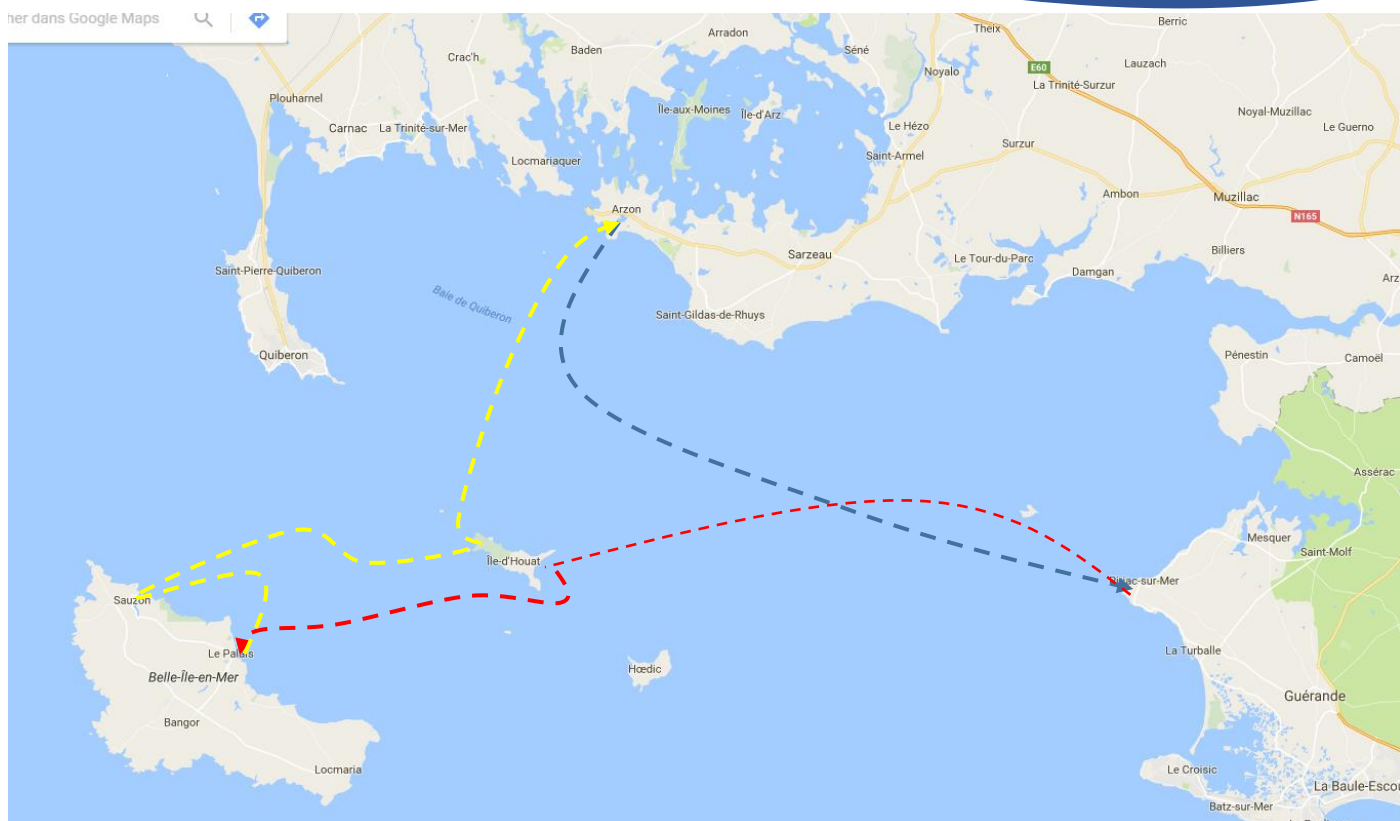 her dans Google Maps
Berric
Theix
Arradon
Séné
Baden
Crac'h
Lauzach
E60
Noyalo
La Trinité-Surzur
Plouharnel
Île-aux-Moines
Île-d'Arz
Noyal-Muzillac
Le Guerno
Carnac
La Trinité-sur-Mer
Le Hézo
Surzur
Saint-Armel
Locmariaquer
Ambon
Muzillac
Arzon
N165
Sarzeau
Le Tour-du-Parc
Billiers
Saint-Pierre-Quiberon
Damgan
Arz
Baie de Quiberon
Saint-Gildas-de-Rhuys
Quiberon
Pénestin
Camoël
Assérac
Mesquer
Saint-Molf
Île-d'Houat
Piriac-sur-Mer
Sauzon
Le Palais
La Turballe
Hœdic
Belle-Île-en-Mer
Guérande
Bangor
Locmaria
Le Croisic
La Baule-Escou
Batz-sur-Mer